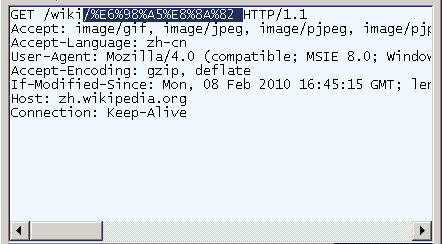 GET /wiki/%E6%98%A5%E8%8A%82 HTTP/1.1
Accept: image/gif, image/jpeg, image/pjpeg, image/pjp
Accept-Language: zh-cn
User-Agent: Mozilla/4.0 (compatible; MSIE 8.0; Window
Accept-Encoding: gzip, deflate
If-Modified-Since: Mon, 08 Feb 2010 16:45:15 GMT; len
Host: zh.wikipedia.org
Connection: Keep-Alive